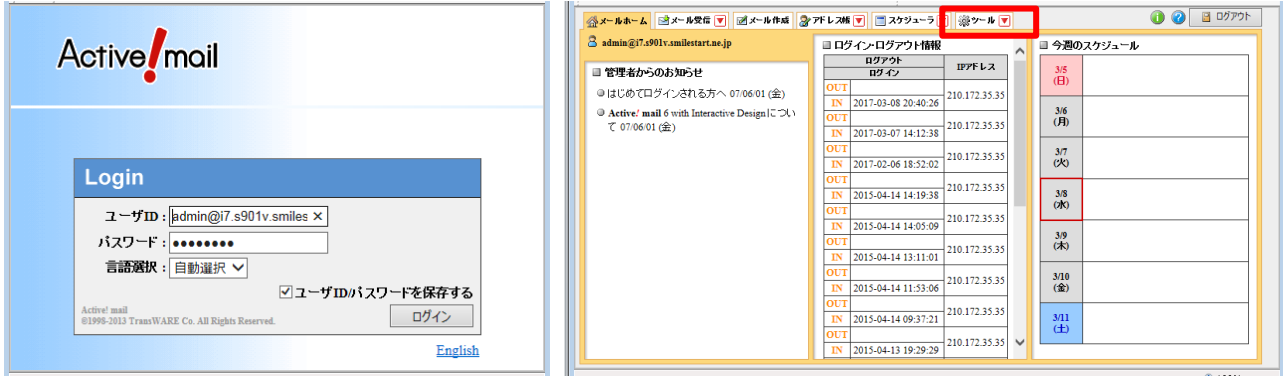 Active!mail
Login
ユーザID : admin@i7.s901v.smiles ×
パスワード : ●●●●●●●●
言語選択 : 自動選択
ユーザID/パスワードを保存する
Active! mail
©1998-2013 TransWARE Co. All Rights Reserved.
ログイン
English
メールホーム メール受信 メール作成 アドレス帳 スケジューラ ツール ログアウト
admin@i7.s901v.smilestart.ne.jp
管理者からのお知らせ
はじめてログインされる方へ 07/06/01 (金)
Active! mail 6 with Interactive Designについ
て 07/06/01 (金)
ログイン・ログアウト情報
ログアウト
ログイン
IPアドレス
OUT
IN 2017-03-08 20:40:26
210.172.35.35
OUT
IN 2017-03-07 14:12:38
210.172.35.35
OUT
IN 2017-02-06 18:52:02
210.172.35.35
OUT
IN 2015-04-14 14:19:38
210.172.35.35
OUT
IN 2015-04-14 14:05:09
210.172.35.35
OUT
IN 2015-04-14 13:11:01
210.172.35.35
OUT
IN 2015-04-14 11:53:06
210.172.35.35
OUT
IN 2015-04-14 09:37:21
210.172.35.35
OUT
IN 2015-04-13 19:29:29
210.172.35.35
今週のスケジュール
3/5
(日)
3/6
(月)
3/7
(火)
3/8
(水)
3/9
(木)
3/10
(金)
3/11
(土)